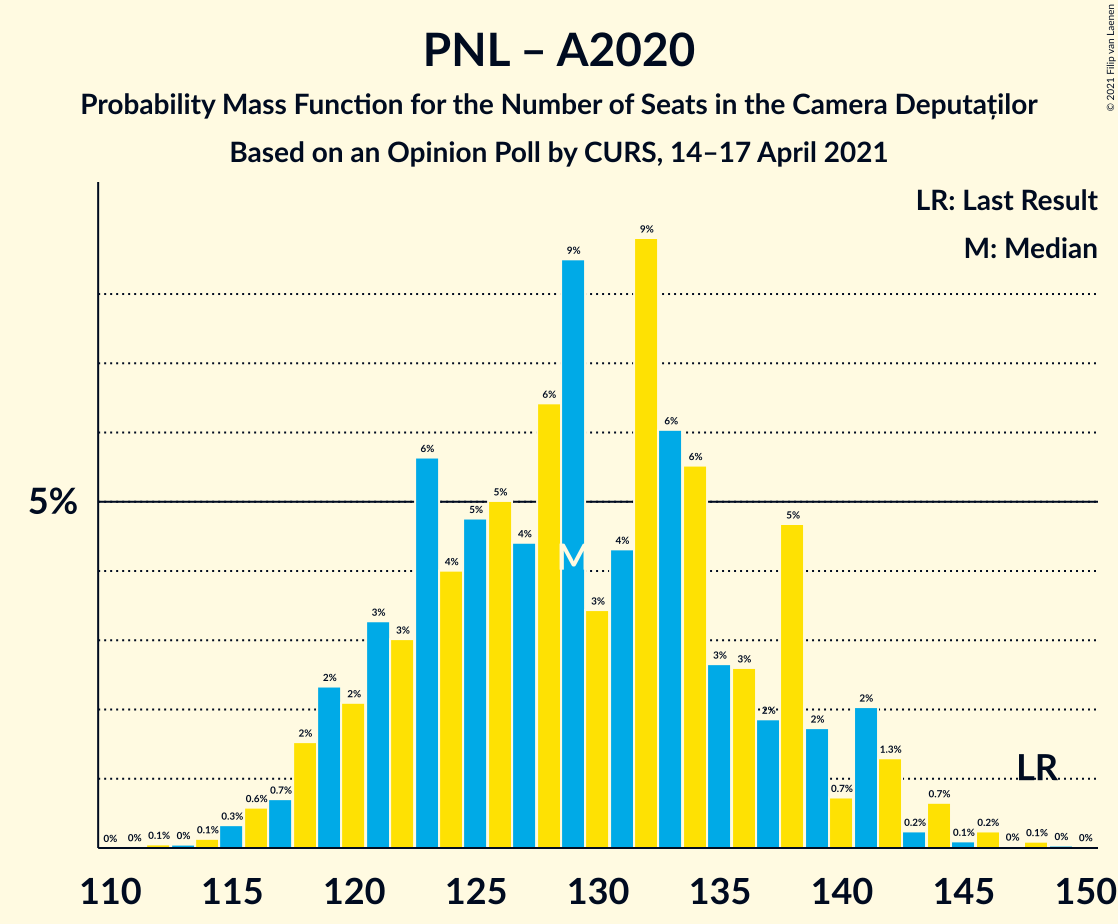 © 2021 Filip van Laenen
PNL – A2020
Probability Mass Function for the Number of Seats in the Camera Deputaților
Based on an Opinion Poll by CURS, 14–17 April 2021
LR: Last Result
M: Median
5%
0% 0% 0.1% 0% 0.1% 0.3% 0.6% 0.7% 2% 2% 2% 3% 3% 6% 4% 5% 5% 4% 6% 9% 3% 4% 9% 6% 6% 3% 3% 2% 5% 2% 0.7% 2% 1.3% 0.2% 0.7% 0.1% 0.2% 0% 0.1% 0% 0%
M
LR
110 115 120 125 130 135 140 145 150